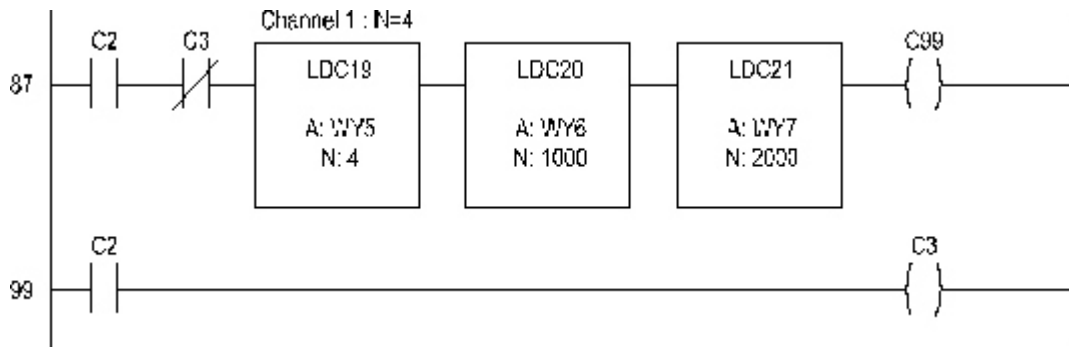 Channel 1 : N=4
C2 C3 LDC19 LDC20 LDC21 C99
87
A: WY5 A: WY6 A: WY7
N: 4 N: 1000 N: 2000
C2 C3
99